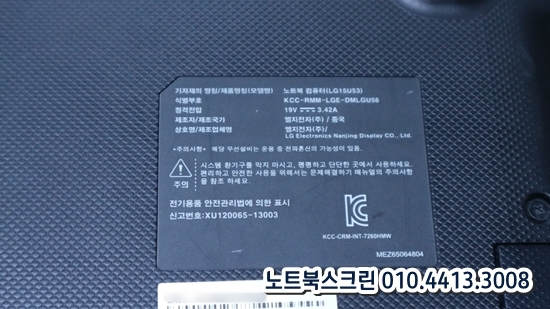 기자재의 명칭/제품명칭(모델명) 노트북 컴퓨터(LG15U53)
식별부호 KCC-RMM-LGE-DMLGU56
정격전압 19V ⎓ 3.42A
제조자/제조국가 엘지전자(주) / 중국
상호명/제조업체명 엘지전자(주)/
LG Electronics Nanjing Display CO., Ltd.
*주의사항* 해당 무선설비는 운용 중 전파혼신의 가능성이 있음.
시스템 환기구를 막지 마시고, 평평하고 단단한 곳에서 사용하세요.
편리하고 안전한 사용을 위해서는 문제해결하기 매뉴얼의 주의사항
을 참조 하세요.
주의
전기용품 안전관리법에 의한 표시
신고번호:XU120065-13003
KCC-CRM-INT-7260HMW
MEZ65064804
노트북스크린 010.4413.3008